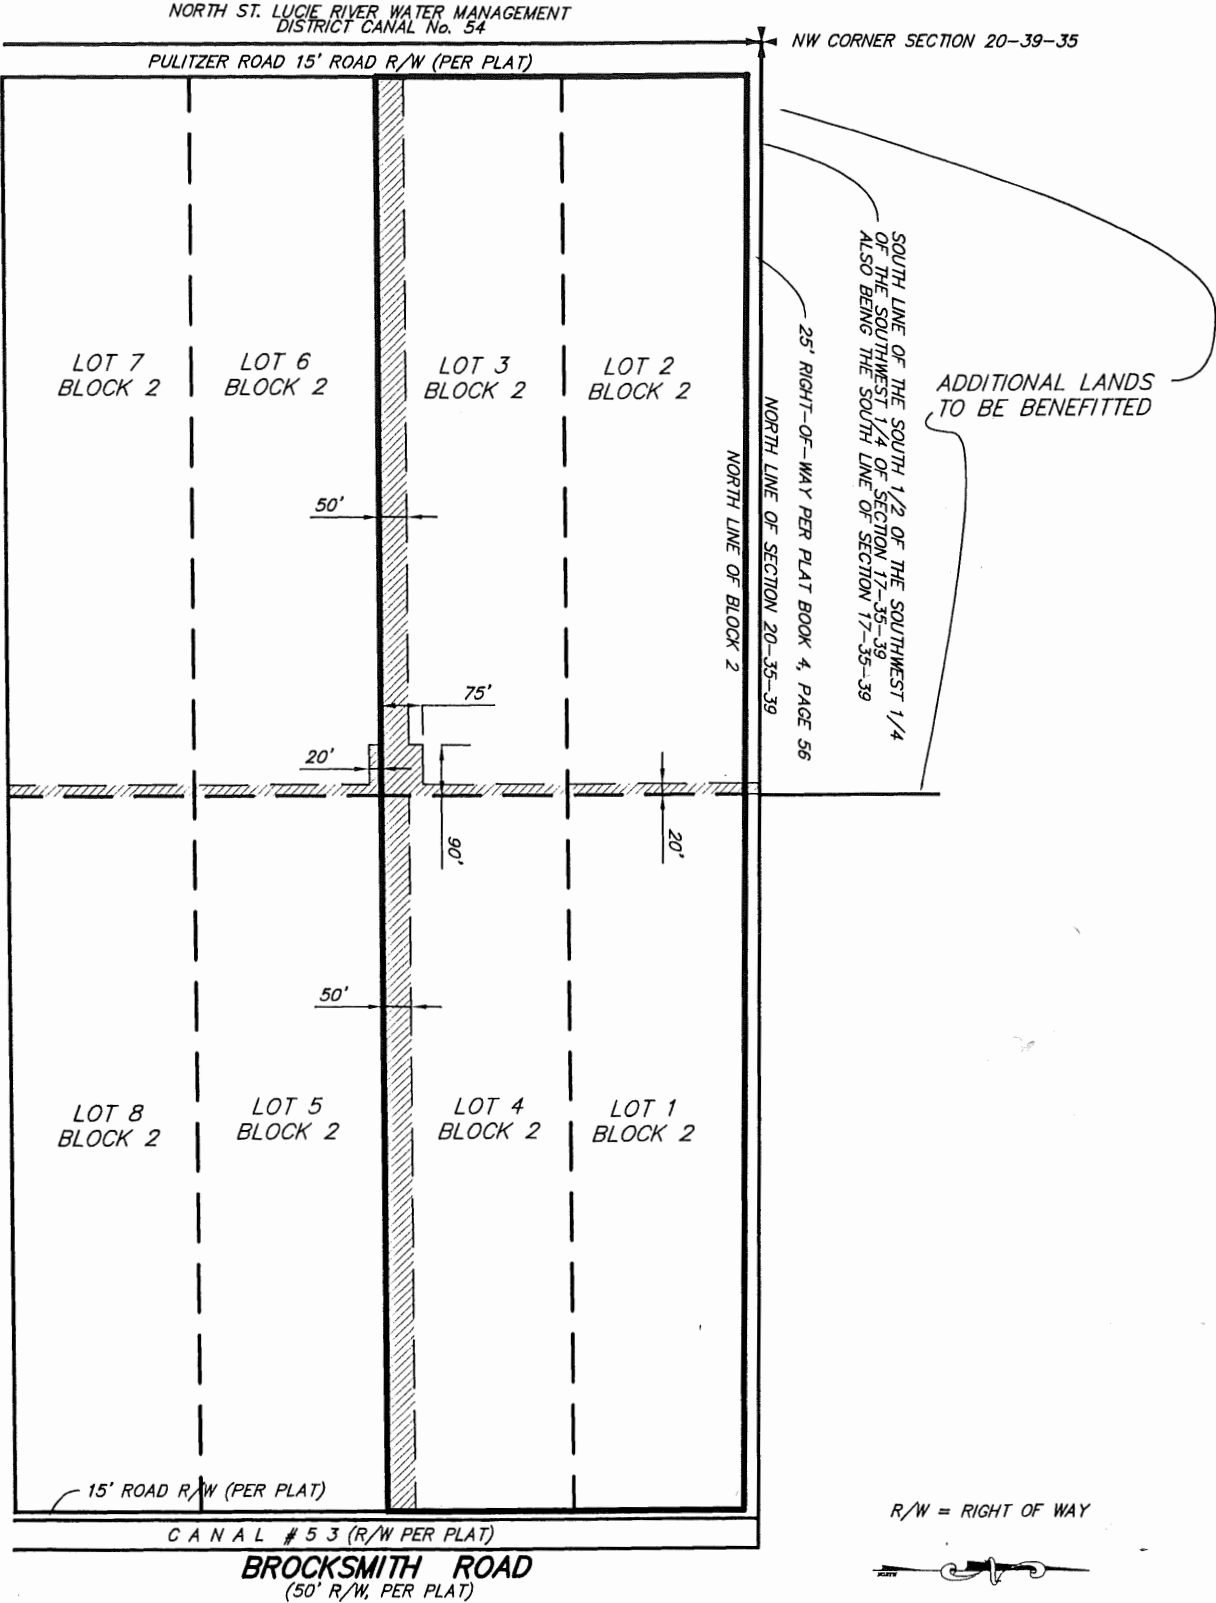 NORTH ST. LUCIE RIVER WATER MANAGEMENT
DISTRICT CANAL No. 54
NW CORNER SECTION 20-39-35
PULITZER ROAD 15' ROAD R/W (PER PLAT)
LOT 7
BLOCK 2
LOT 6
BLOCK 2
LOT 3
BLOCK 2
LOT 2
BLOCK 2
SOUTH LINE OF THE SOUTH 1/2 OF THE SOUTHWEST 1/4
OF THE SOUTHWEST 1/4 OF SECTION 17-35-39
ALSO BEING THE SOUTH LINE OF SECTION 17-35-39
25' RIGHT-OF-WAY PER PLAT BOOK 4, PAGE 56
NORTH LINE OF SECTION 20-35-39
NORTH LINE OF BLOCK 2
ADDITIONAL LANDS
TO BE BENEFITTED
50'
75'
20'
90'
20'
50'
LOT 8
BLOCK 2
LOT 5
BLOCK 2
LOT 4
BLOCK 2
LOT 1
BLOCK 2
15' ROAD R/W (PER PLAT)
CANAL #53 (R/W PER PLAT)
BROCKSMITH ROAD
(50' R/W, PER PLAT)
R/W = RIGHT OF WAY
NORTH